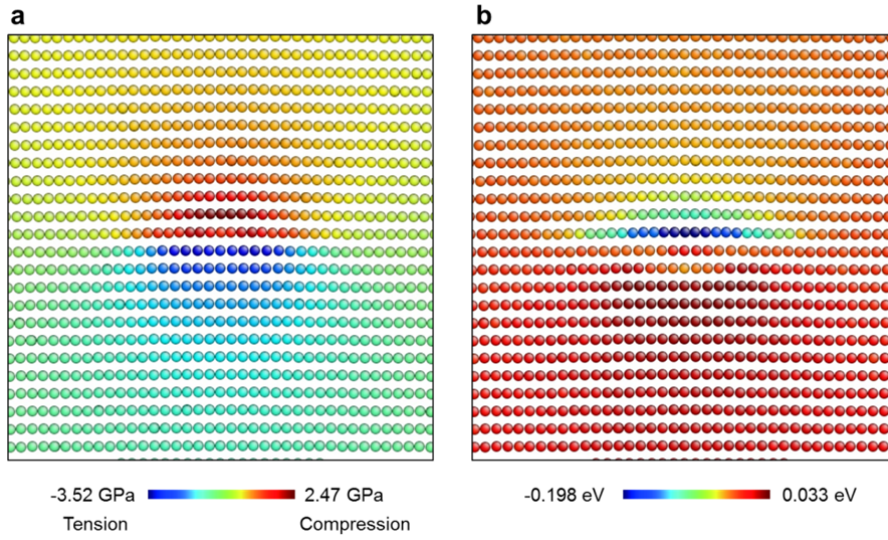 a
b
-3.52 GPa
2.47 GPa
Tension
Compression
-0.198 eV
0.033 eV